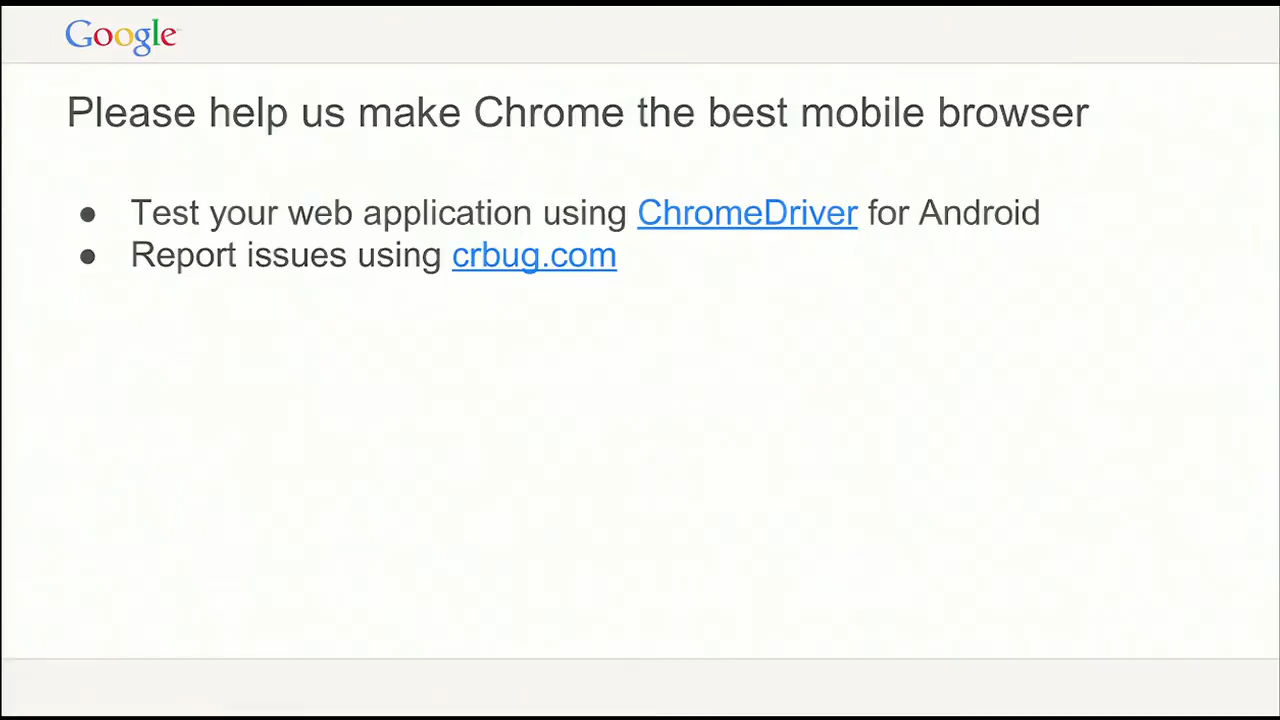 Google
Please help us make Chrome the best mobile browser
● Test your web application using ChromeDriver for Android
● Report issues using crbug.com